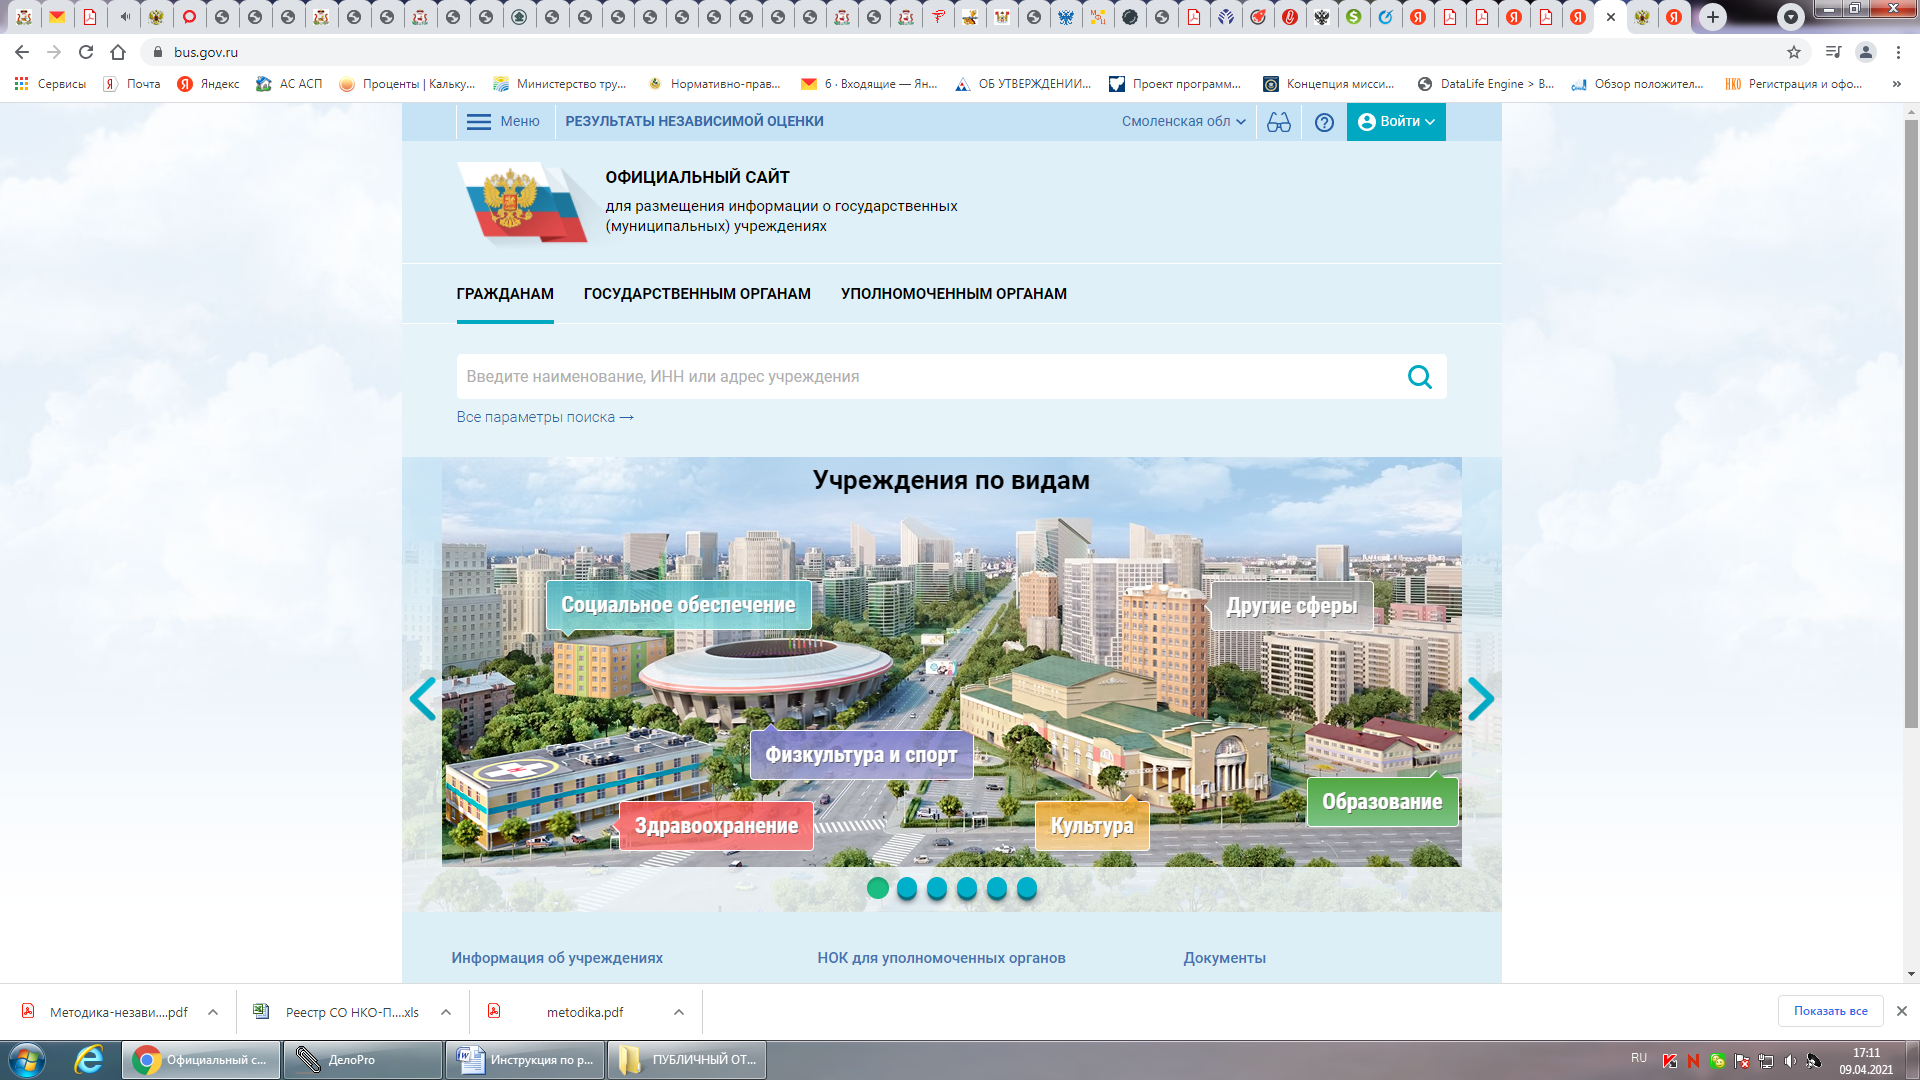 bus.gov.ru
Сервисы
Почта
Яндекс
АС АСП
Проценты | Кальку...
Министерство тру...
Нормативно-прав...
6 · Входящие — Ян...
ОБ УТВЕРЖДЕНИИ...
Проект программ...
Концепция мисси...
DataLife Engine > В...
Обзор положител...
Регистрация и офо...
»
Меню
РЕЗУЛЬТАТЫ НЕЗАВИСИМОЙ ОЦЕНКИ
Смоленская обл
Войти
ОФИЦИАЛЬНЫЙ САЙТ
для размещения информации о государственных
(муниципальных) учреждениях
ГРАЖДАНАМ
ГОСУДАРСТВЕННЫМ ОРГАНАМ
УПОЛНОМОЧЕННЫМ ОРГАНАМ
Введите наименование, ИНН или адрес учреждения
Все параметры поиска →
Учреждения по видам
Социальное обеспечение
Другие сферы
Физкультура и спорт
Образование
Здравоохранение
Культура
Информация об учреждениях
НОК для уполномоченных органов
Документы
Методика-незави....pdf
Реестр СО НКО-П....xls
metodika.pdf
Показать все
Официальный с...
ДелоPro
Инструкция по р...
ПУБЛИЧНЫЙ ОТ...
RU
17:11
09.04.2021